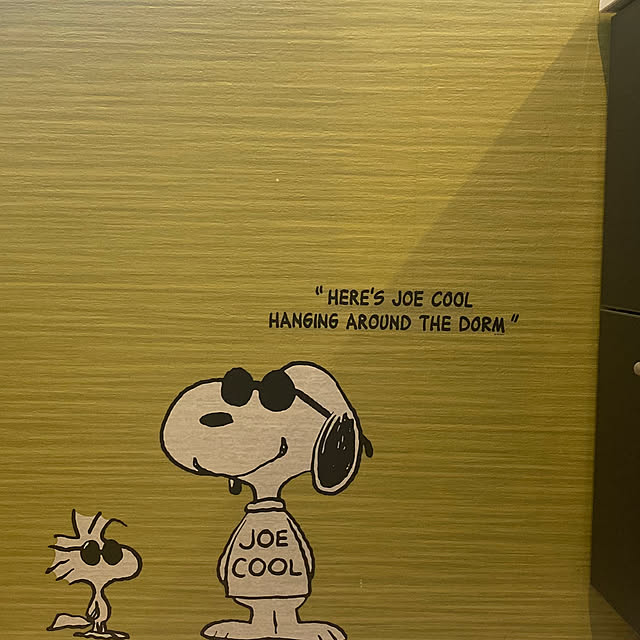 "HERE'S JOE COOL
HANGING AROUND THE DORM"
JOE
COOL